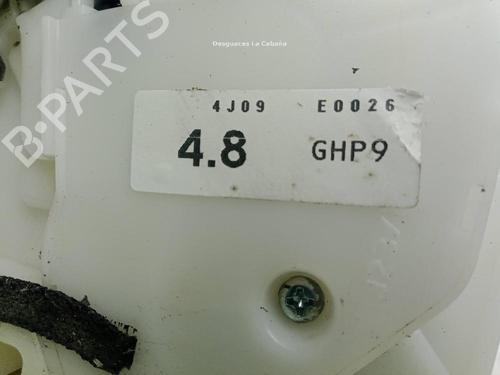 Desguaces La Cabaña
B-PARTS
4J09 E0026
4.8 GHP9